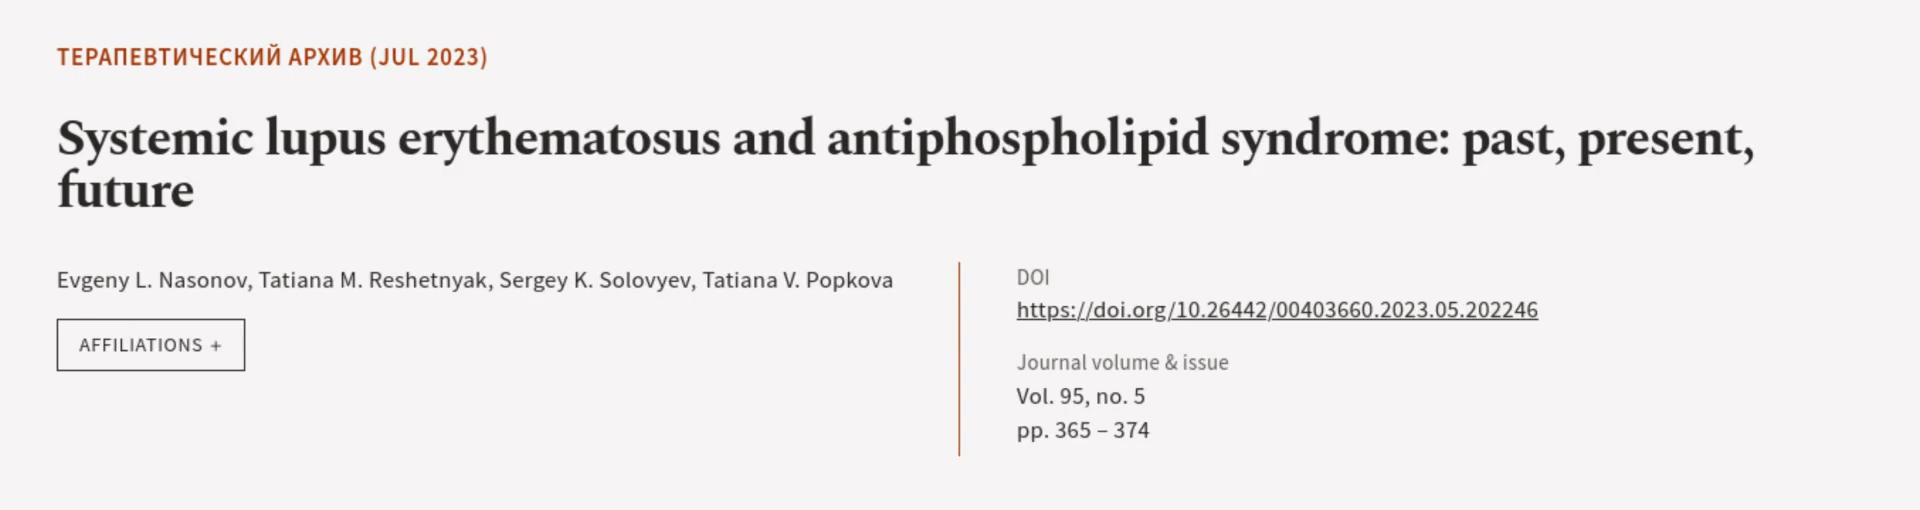 ТЕРАПЕВТИЧЕСКИЙ АРХИВ (JUL 2023)
Systemic lupus erythematosus and antiphospholipid syndrome: past, present,
future
Evgeny L. Nasonov, Tatiana M. Reshetnyak, Sergey K. Solovyev, Tatiana V. Popkova
AFFILIATIONS +
DOI
https://doi.org/10.26442/00403660.2023.05.202246
Journal volume & issue
Vol. 95, no. 5
pp. 365 – 374